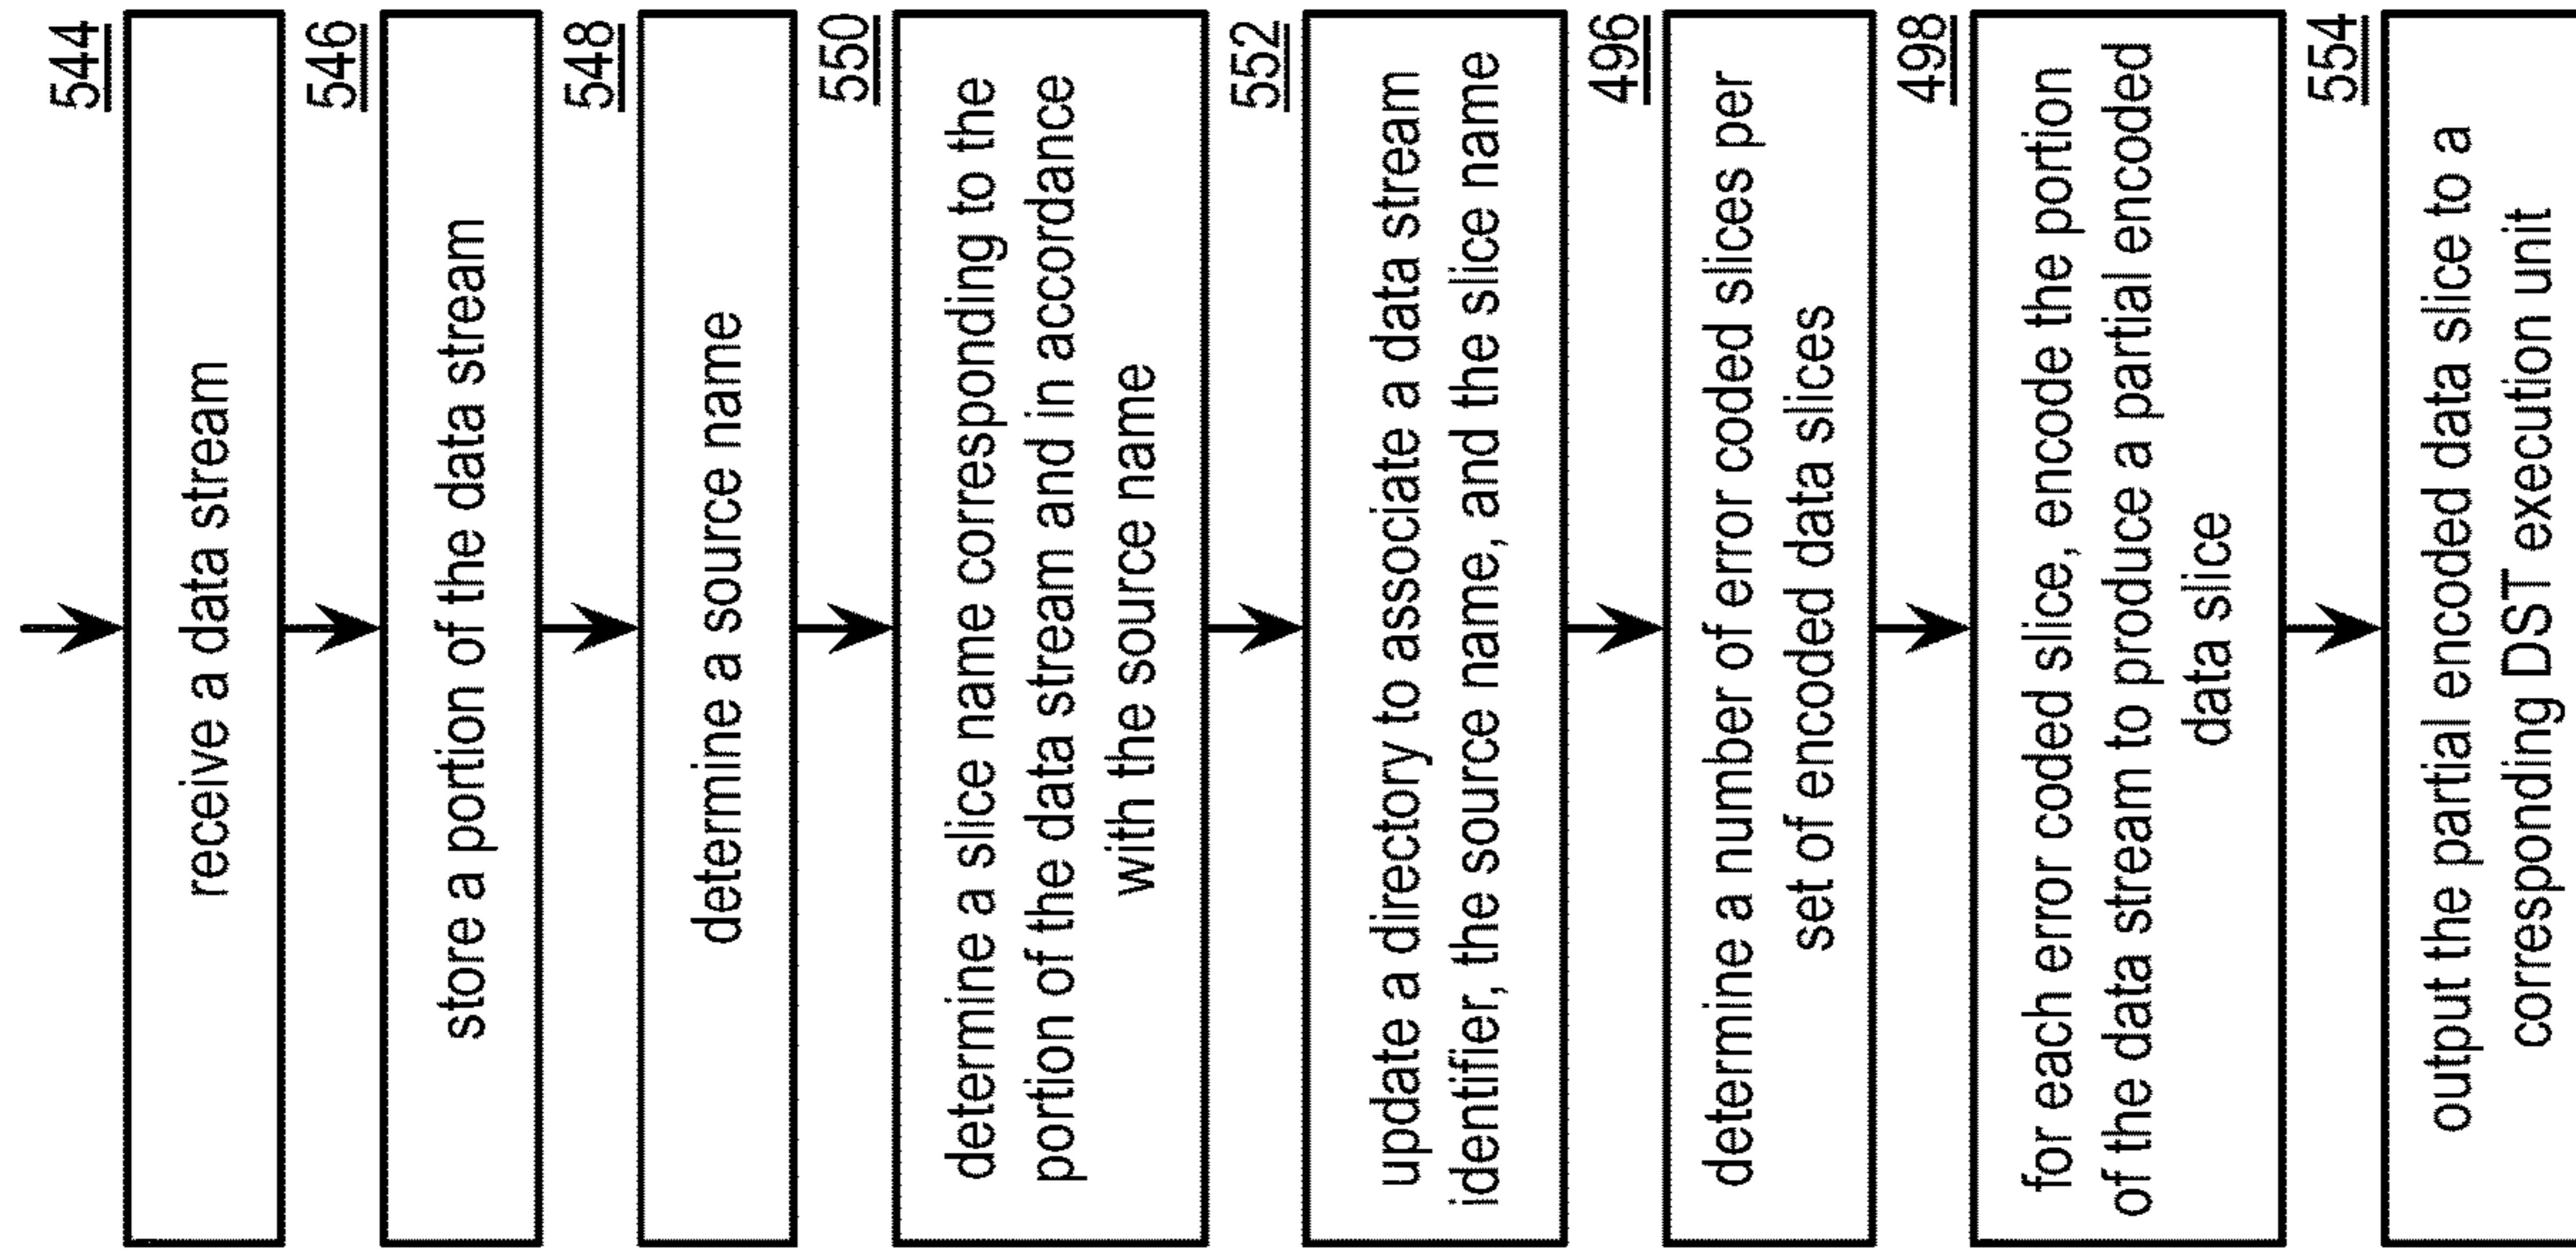 544
receive a data stream
546
store a portion of the data stream
548
determine a source name
550
determine a slice name corresponding to the
portion of the data stream and in accordance
with the source name
552
update a directory to associate a data stream
identifier, the source name, and the slice name
496
determine a number of error coded slices per
set of encoded data slices
498
for each error coded slice, encode the portion
of the data stream to produce a partial encoded
data slice
554
output the partial encoded data slice to a
corresponding DST execution unit